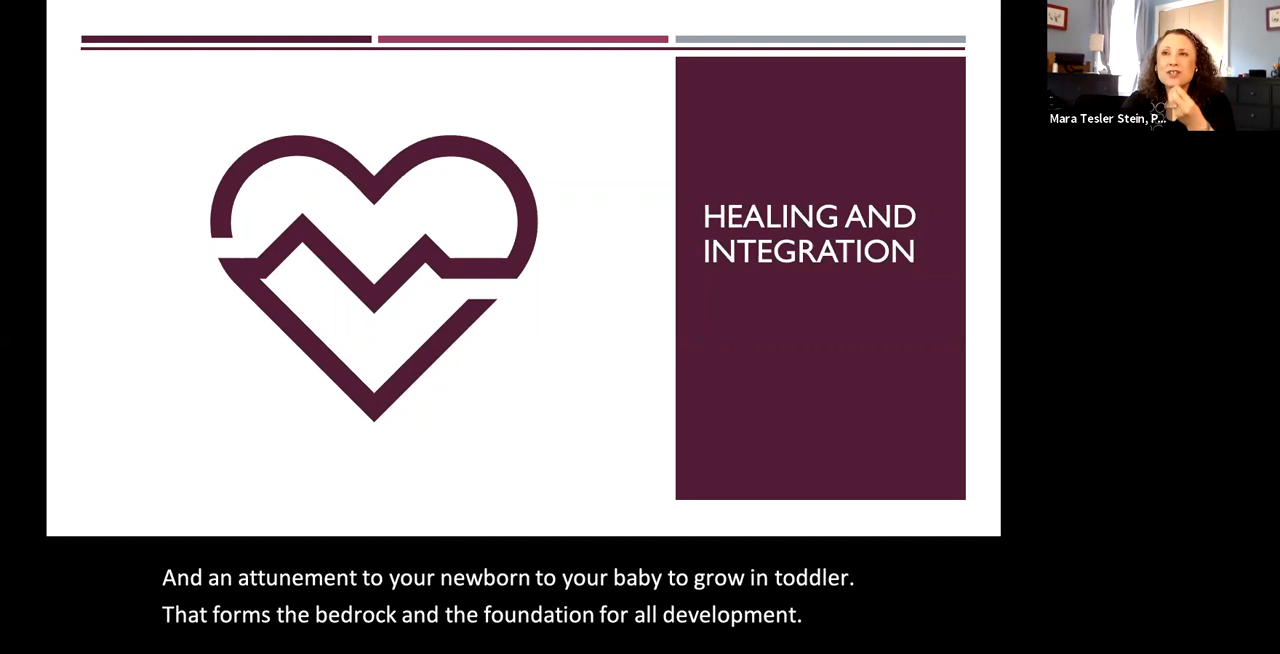 HEALING AND
INTEGRATION
Mara Tesler Stein, P...
And an attunement to your newborn to your baby to grow in toddler.
That forms the bedrock and the foundation for all development.